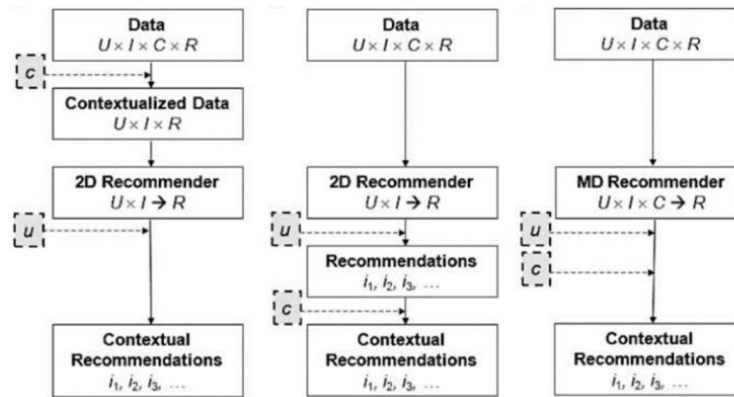 Data
U × I × C × R
c
Contextualized Data
U × I × R
2D Recommender
U × I → R
u
Contextual
Recommendations
i₁, i₂, i₃, …
Data
U × I × C × R
2D Recommender
U × I → R
u
Recommendations
i₁, i₂, i₃, …
c
Contextual
Recommendations
i₁, i₂, i₃, …
Data
U × I × C × R
MD Recommender
U × I × C → R
u
c
Contextual
Recommendations
i₁, i₂, i₃, …